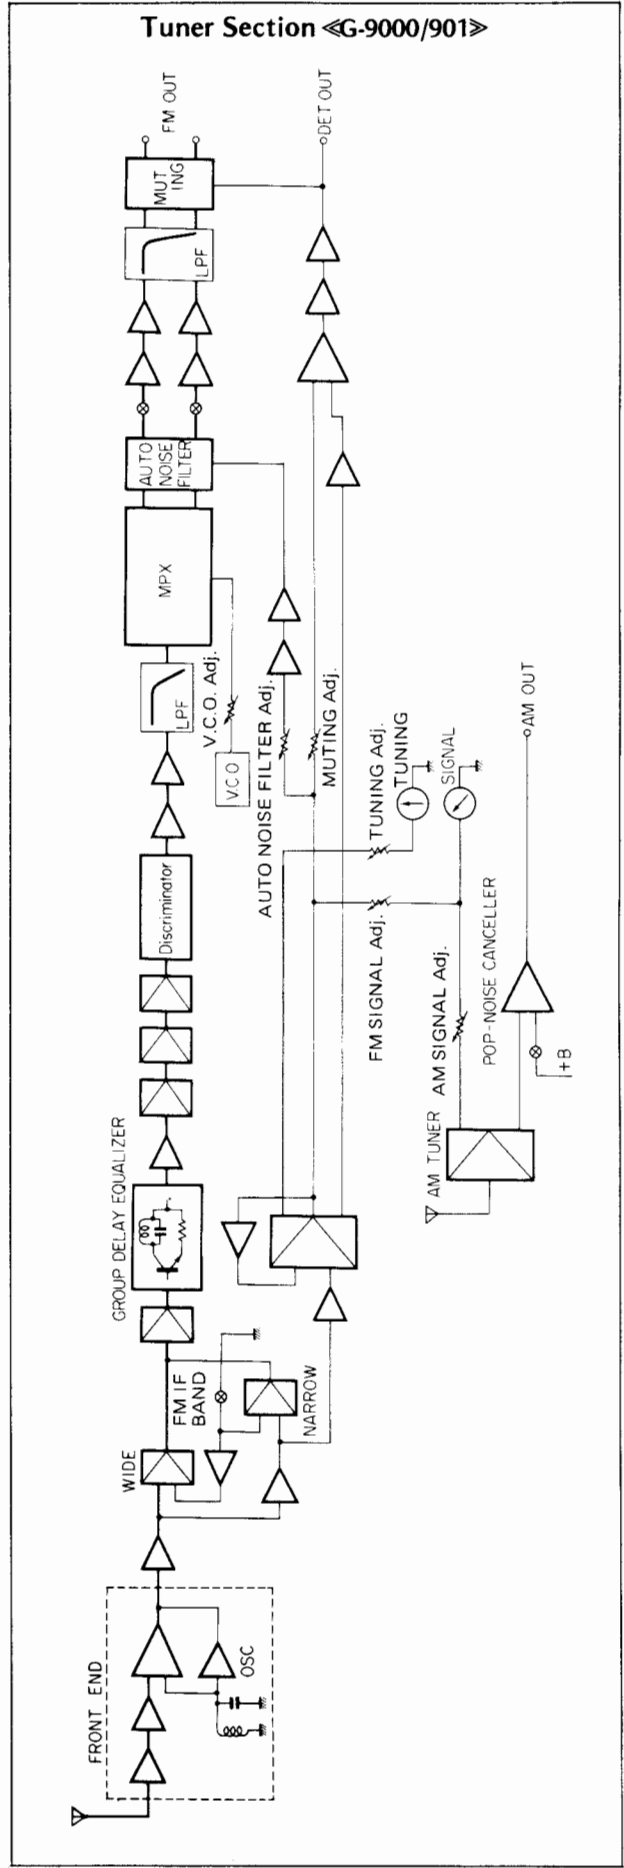 Tuner Section ≪G-9000/901≫
FM OUT
DET OUT
MUT
ING
LPF
AUTO
NOISE
FILTER
MPX
LPF
V.C.O. Adj.
V.C.O
AUTO NOISE FILTER Adj.
MUTING Adj.
TUNING Adj.
TUNING
SIGNAL
AM OUT
Discriminator
FM SIGNAL Adj.
AM SIGNAL Adj.
POP-NOISE CANCELLER
+B
GROUP DELAY EQUALIZER
AM TUNER
FM IF
BAND
NARROW
WIDE
OSC
FRONT END